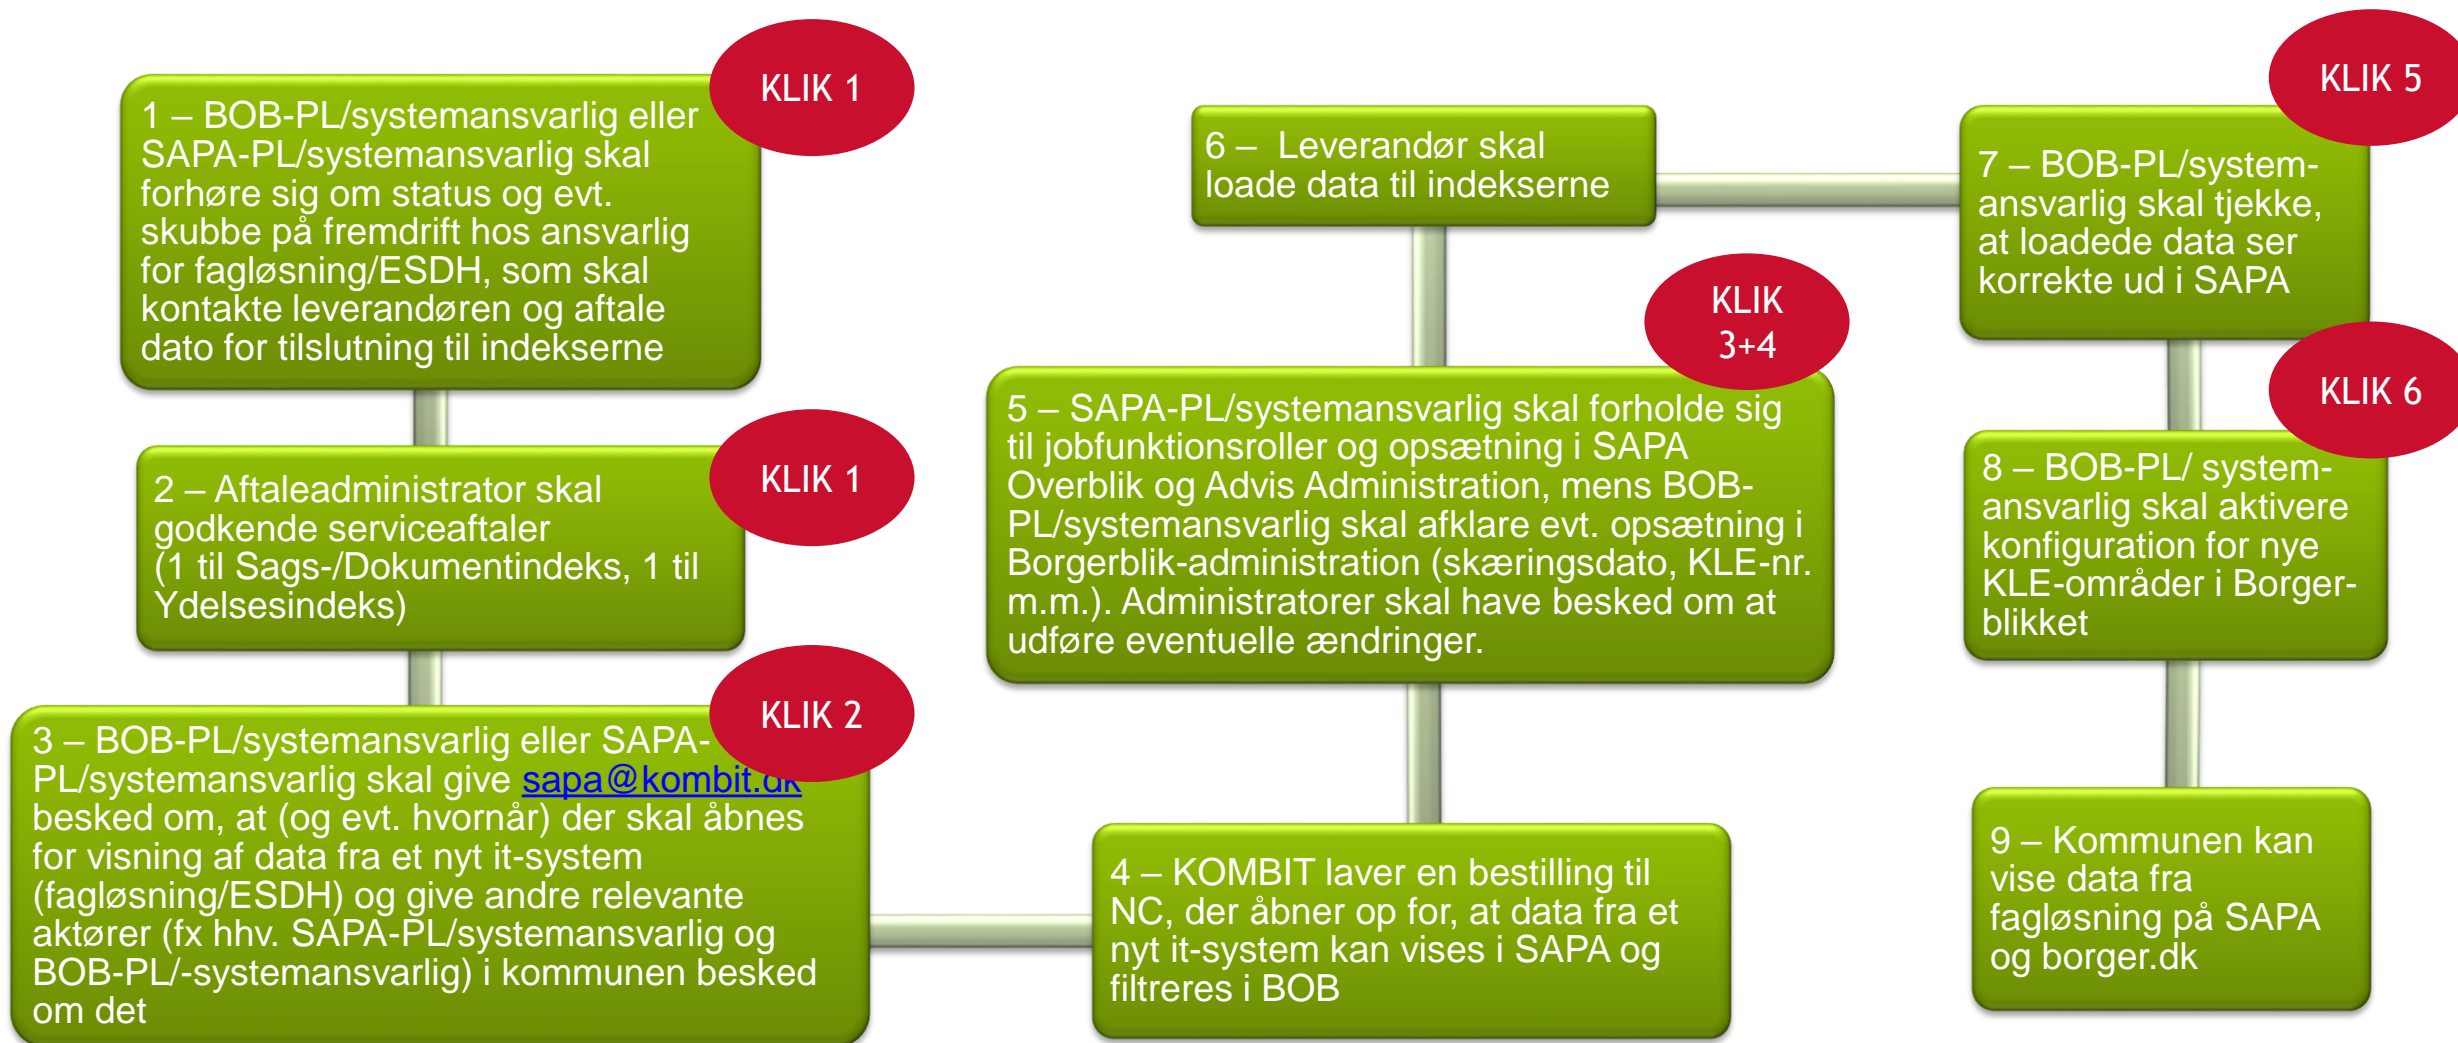 KLIK 1
1 – BOB-PL/systemansvarlig eller
SAPA-PL/systemansvarlig skal
forhøre sig om status og evt.
skubbe på fremdrift hos ansvarlig
for fagløsning/ESDH, som skal
kontakte leverandøren og aftale
dato for tilslutning til indekserne
KLIK 1
2 – Aftaleadministrator skal
godkende serviceaftaler
(1 til Sags-/Dokumentindeks, 1 til
Ydelsesindeks)
KLIK 2
3 – BOB-PL/systemansvarlig eller SAPA-
PL/systemansvarlig skal give sapa@kombit.dk
besked om, at (og evt. hvornår) der skal åbnes
for visning af data fra et nyt it-system
(fagløsning/ESDH) og give andre relevante
aktører (fx hhv. SAPA-PL/systemansvarlig og
BOB-PL/-systemansvarlig) i kommunen besked
om det
4 – KOMBIT laver en bestilling til
NC, der åbner op for, at data fra et
nyt it-system kan vises i SAPA og
filtreres i BOB
KLIK
3+4
5 – SAPA-PL/systemansvarlig skal forholde sig
til jobfunktionsroller og opsætning i SAPA
Overblik og Advis Administration, mens BOB-
PL/systemansvarlig skal afklare evt. opsætning i
Borgerblik-administration (skæringsdato, KLE-nr.
m.m.). Administratorer skal have besked om at
udføre eventuelle ændringer.
6 – Leverandør skal
loade data til indekserne
KLIK 5
7 – BOB-PL/system-
ansvarlig skal tjekke,
at loadede data ser
korrekte ud i SAPA
KLIK 6
8 – BOB-PL/ system-
ansvarlig skal aktivere
konfiguration for nye
KLE-områder i Borger-
blikket
9 – Kommunen kan
vise data fra
fagløsning på SAPA
og borger.dk